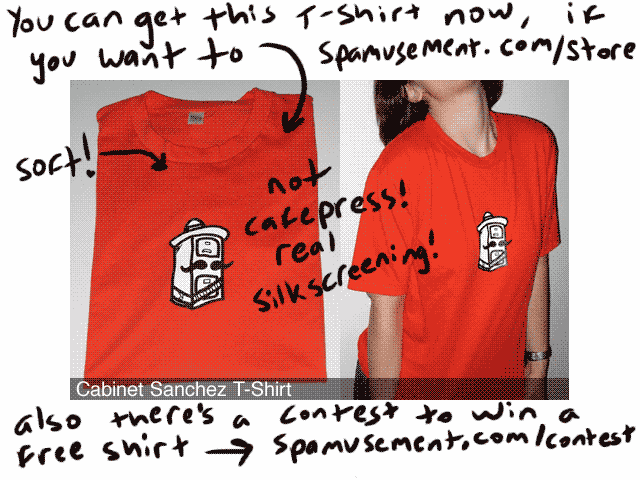 You can get this T-Shirt now, if
you want to spamusement.com/store
soft!
not
cafepress!
real
silkscreening!
Cabinet Sanchez T-Shirt
also there's a contest to win a
free shirt → spamusement.com/contest